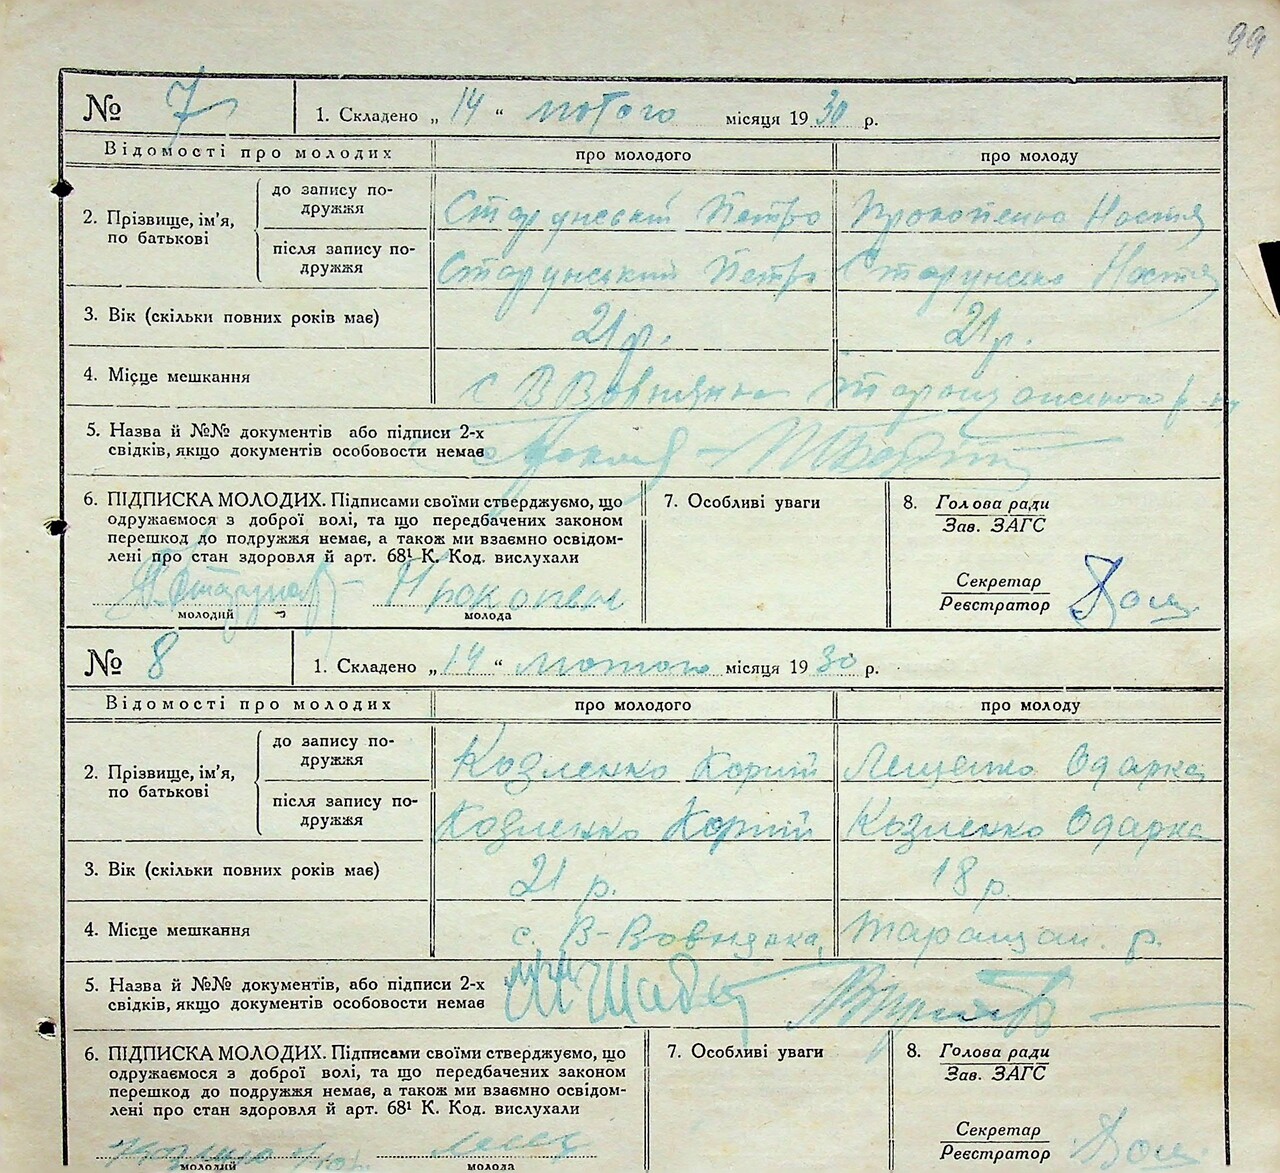 99
№ 7 1. Складено „ 14 “ лютого місяця 1930 р.
Відомості про молодих про молодого про молоду
2. Прізвище, ім’я, по батькові
до запису подружжя Старунський Петро Прокопенко Настя
після запису подружжя Старунський Петро Старунська Настя
3. Вік (скільки повних років має) 21 р. 21 р.
4. Місце мешкання с В Вовнянка Таращанського р-ну
5. Назва й №№ документів або підписи 2-х
свідків, якщо документів особовости немає
6. ПІДПИСКА МОЛОДИХ. Підписами своїми стверджуємо, що
одружаємося з доброї волі, та що передбачених законом
перешкод до подружжя немає, а також ми взаємно освідом-
лені про стан здоровля й арт. 68¹ К. Код. вислухали
Прокопен
молодий молода
7. Особливі уваги
8. Голова ради
Зав. ЗАГС
Секретар
Реєстратор
№ 8 1. Складено „ 14 “ лютого місяця 1930 р.
Відомості про молодих про молодого про молоду
2. Прізвище, ім’я, по батькові
до запису подружжя Козленко Корній Лещенко Одарка
після запису подружжя Козленко Корній Козленко Одарка
3. Вік (скільки повних років має) 21 р. 18 р.
4. Місце мешкання с. В-Вовнянка, Таращан. р.
5. Назва й №№ документів, або підписи 2-х
свідків, якщо документів особовости немає
6. ПІДПИСКА МОЛОДИХ. Підписами своїми стверджуємо, що
одружаємося з доброї волі, та що передбачених законом
перешкод до подружжя немає, а також ми взаємно освідом-
лені про стан здоровля й арт. 68¹ К. Код. вислухали
молодий молода
7. Особливі уваги
8. Голова ради
Зав. ЗАГС
Секретар
Реєстратор